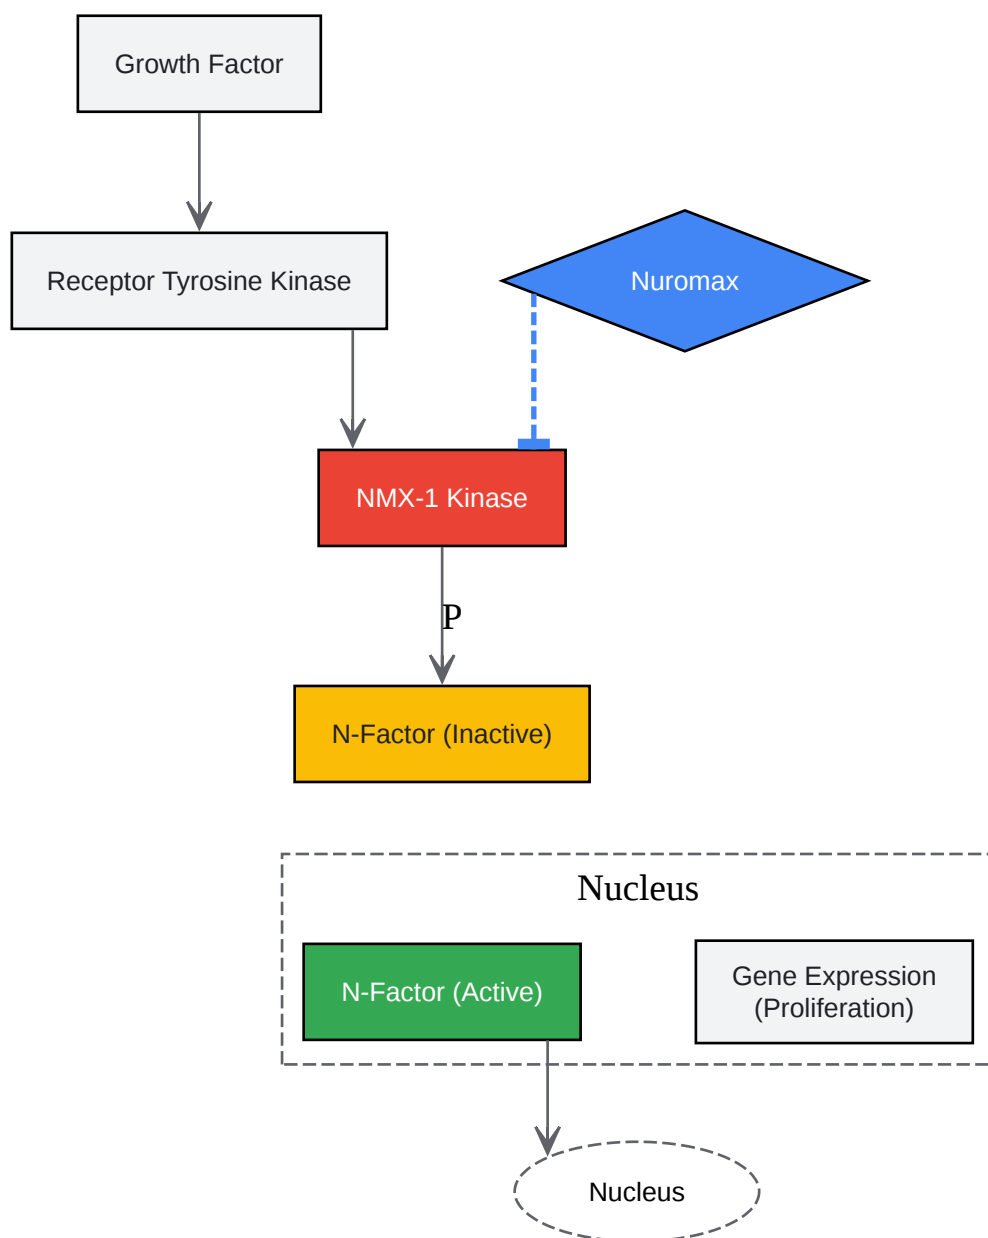 Growth Factor
Receptor Tyrosine Kinase
Nuromax
NMX-1 Kinase
P
N-Factor (Inactive)
Nucleus
N-Factor (Active)
Gene Expression
(Proliferation)
Nucleus